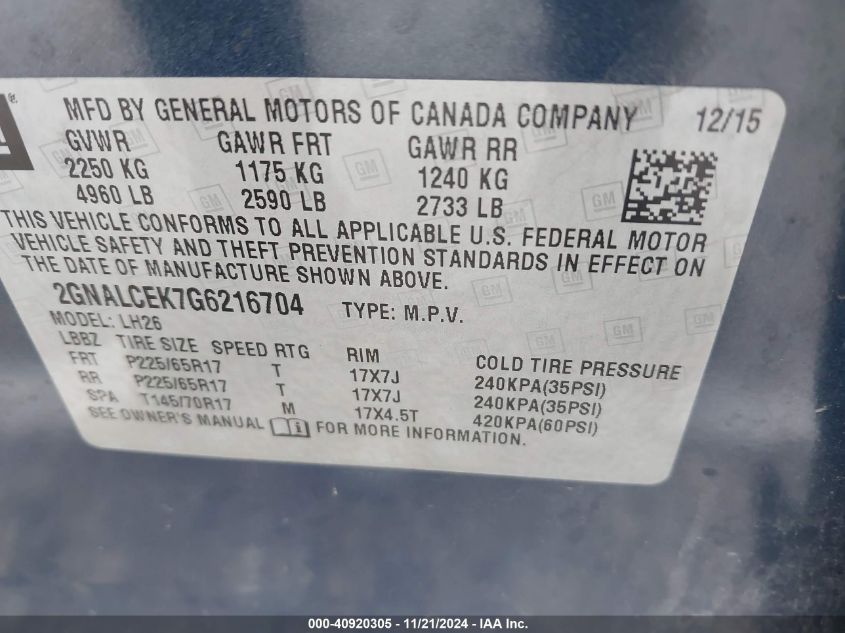 MFD BY GENERAL MOTORS OF CANADA COMPANY 12/15
GVWR GAWR FRT GAWR RR
2250 KG 1175 KG 1240 KG
4960 LB 2590 LB 2733 LB
THIS VEHICLE CONFORMS TO ALL APPLICABLE U.S. FEDERAL MOTOR
VEHICLE SAFETY AND THEFT PREVENTION STANDARDS IN EFFECT ON
THE DATE OF MANUFACTURE SHOWN ABOVE.
2GNALCEK7G6216704 TYPE: M.P.V.
MODEL: LH26
LBBZ TIRE SIZE SPEED RTG RIM COLD TIRE PRESSURE
FRT P225/65R17 T 17X7J 240KPA(35PSI)
RR P225/65R17 T 17X7J 240KPA(35PSI)
SPA T145/70R17 M 17X4.5T 420KPA(60PSI)
SEE OWNER'S MANUAL FOR MORE INFORMATION.
000-40920305 - 11/21/2024 - IAA Inc.